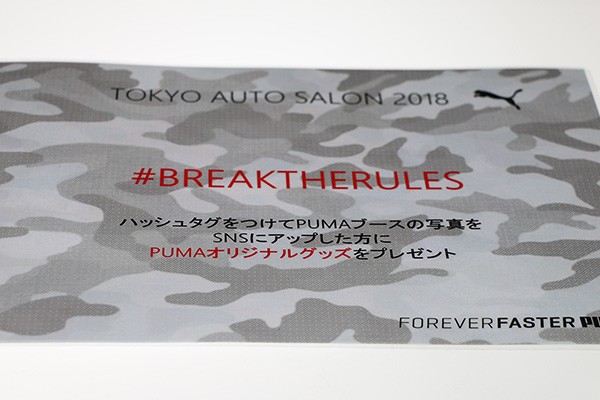 TOKYO AUTO SALON 2018
#BREAKTHERULES
ハッシュタグをつけてPUMAブースの写真を
SNSにアップした方に
PUMAオリジナルグッズをプレゼント
FOREVER FASTER